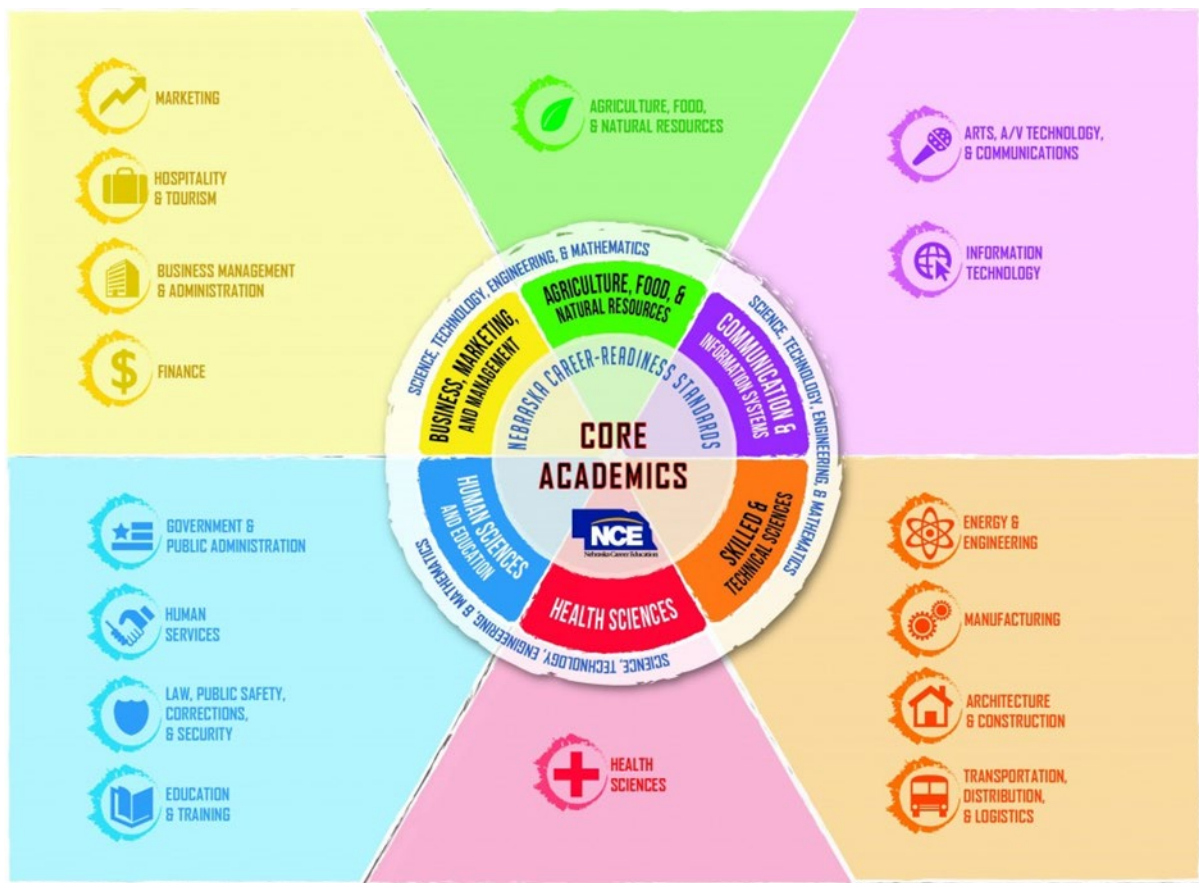 MARKETING
HOSPITALITY
& TOURISM
BUSINESS MANAGEMENT
& ADMINISTRATION
$
FINANCE
AGRICULTURE, FOOD,
& NATURAL RESOURCES
ARTS, A/V TECHNOLOGY,
& COMMUNICATIONS
INFORMATION
TECHNOLOGY
SCIENCE, TECHNOLOGY, ENGINEERING, & MATHEMATICS
SCIENCE, TECHNOLOGY, ENGINEERING, & MATHEMATICS
SCIENCE, TECHNOLOGY, ENGINEERING, & MATHEMATICS
BUSINESS, MARKETING,
AND MANAGEMENT
AGRICULTURE, FOOD, &
NATURAL RESOURCES
COMMUNICATION &
INFORMATION SYSTEMS
NEBRASKA CAREER-READINESS STANDARDS
CORE
ACADEMICS
NCE
Nebraska Career Education
HUMAN SCIENCES
AND EDUCATION
HEALTH SCIENCES
SKILLED &
TECHNICAL SCIENCES
GOVERNMENT &
PUBLIC ADMINISTRATION
HUMAN
SERVICES
LAW, PUBLIC SAFETY,
CORRECTIONS,
& SECURITY
EDUCATION
& TRAINING
HEALTH
SCIENCES
ENERGY &
ENGINEERING
MANUFACTURING
ARCHITECTURE
& CONSTRUCTION
TRANSPORTATION,
DISTRIBUTION,
& LOGISTICS